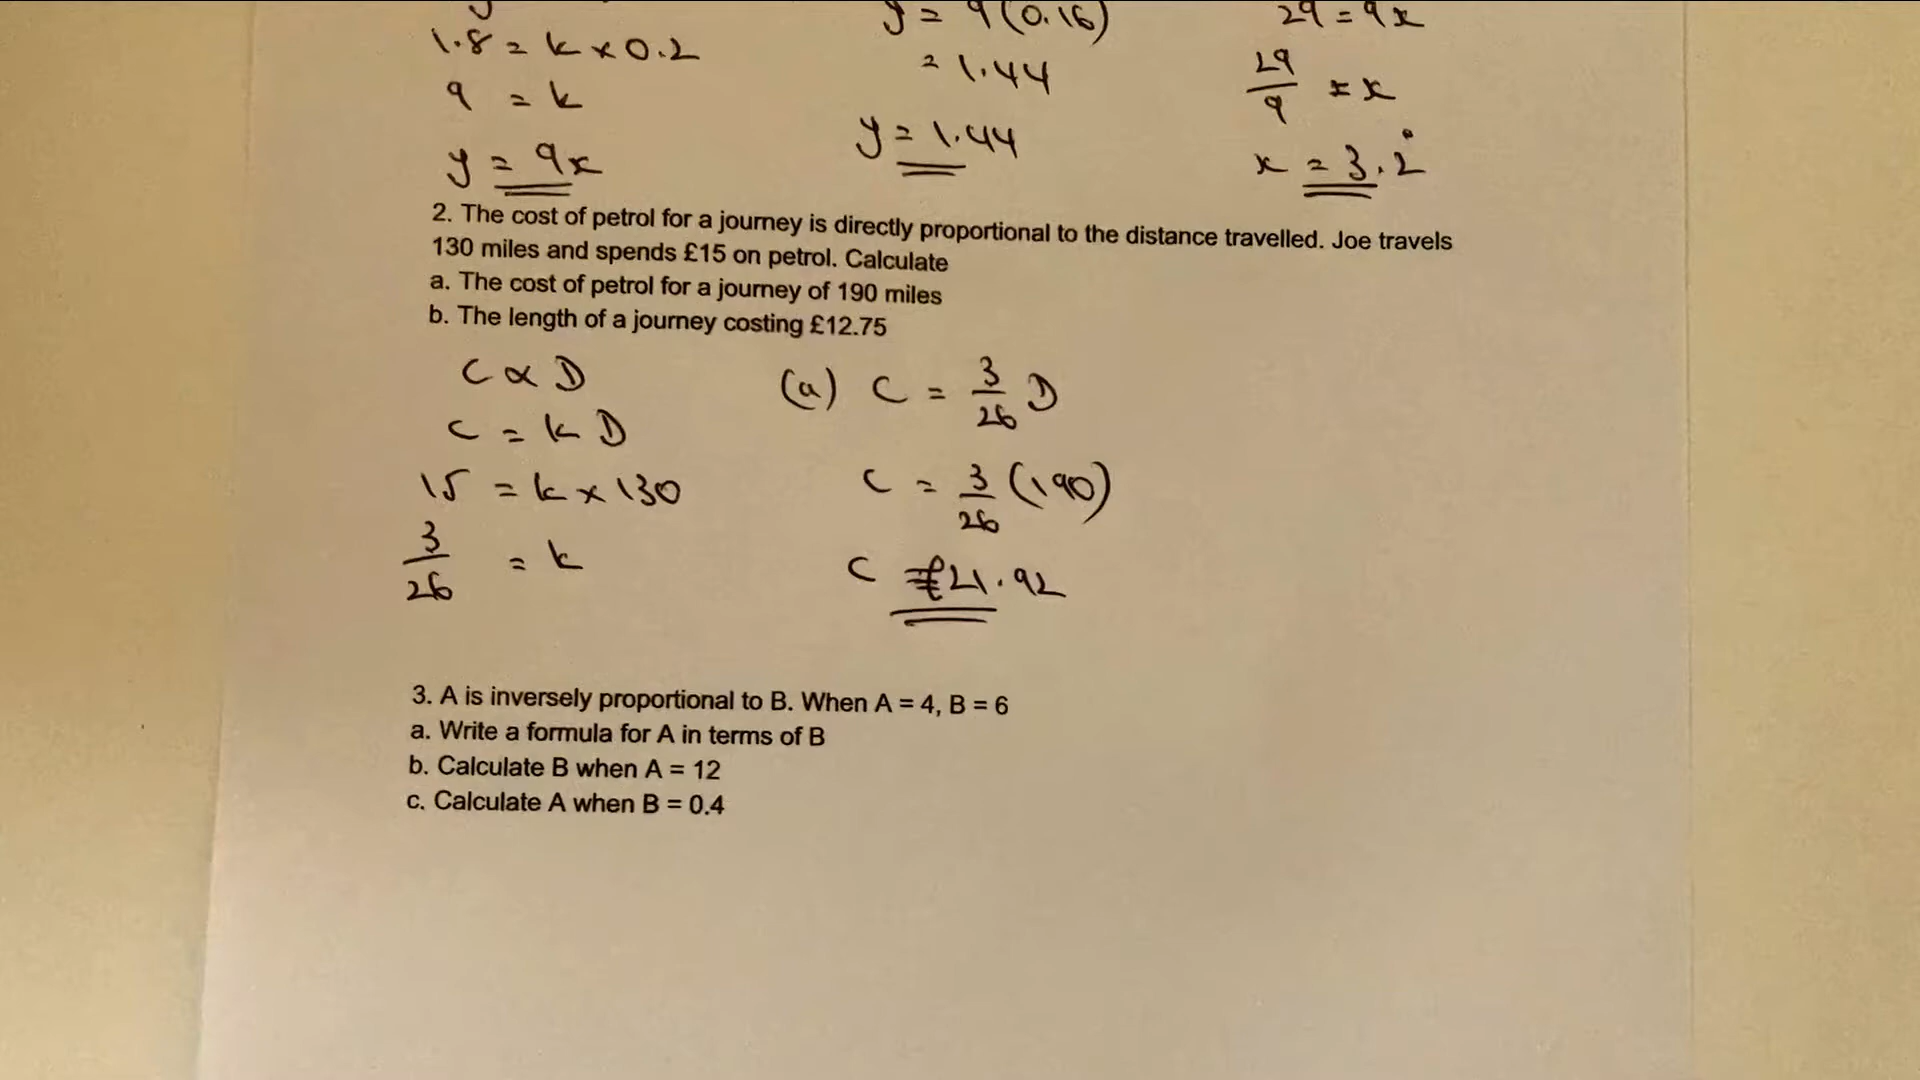 1.8 = k × 0.2
9 = k
y = 9x
y = 9(0.16)
= 1.44
y = 1.44
29 = 9x
29/9 = x
x = 3.2̇
2. The cost of petrol for a journey is directly proportional to the distance travelled. Joe travels
130 miles and spends £15 on petrol. Calculate
a. The cost of petrol for a journey of 190 miles
b. The length of a journey costing £12.75
C ∝ D
C = kD
15 = k × 130
3/26 = k
(a) C = 3/26 D
C = 3/26 (190)
C = £21.92
3. A is inversely proportional to B. When A = 4, B = 6
a. Write a formula for A in terms of B
b. Calculate B when A = 12
c. Calculate A when B = 0.4